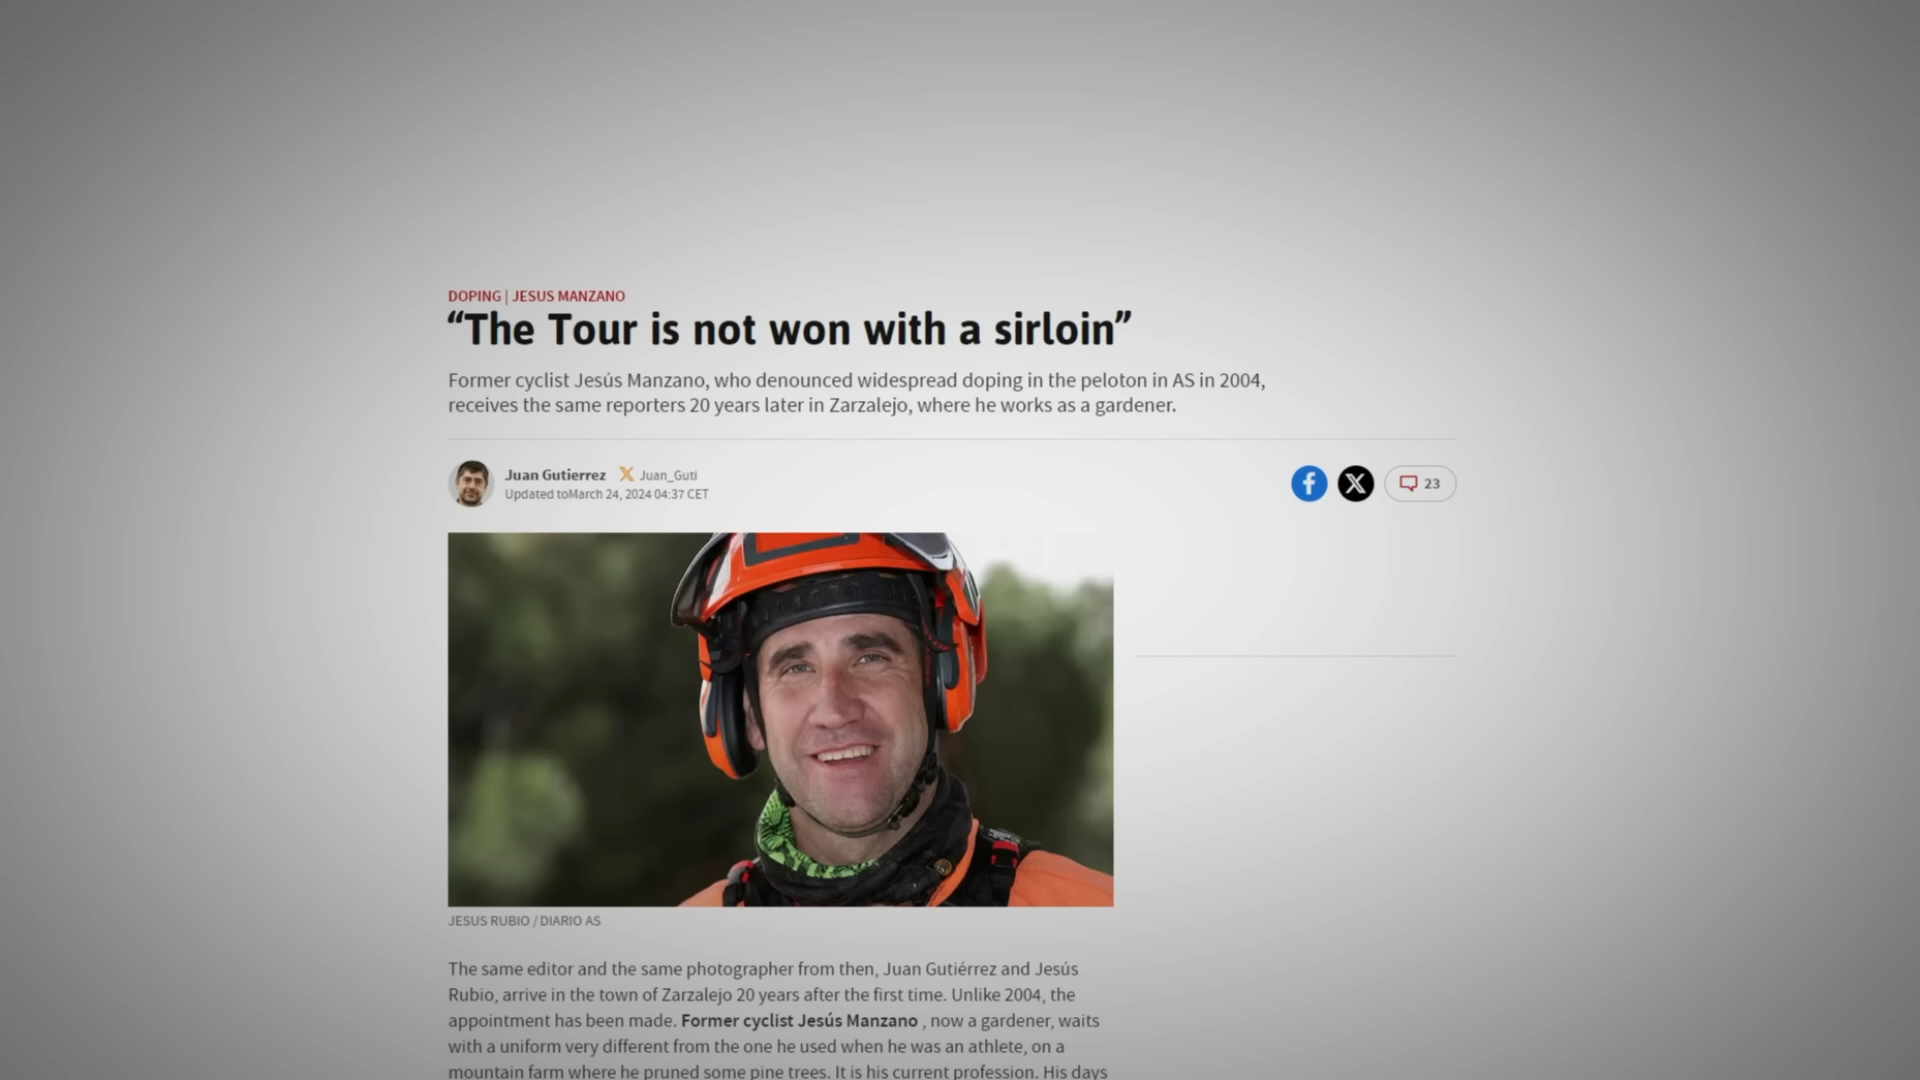 DOPING | JESUS MANZANO
“The Tour is not won with a sirloin”
Former cyclist Jesús Manzano, who denounced widespread doping in the peloton in AS in 2004,
receives the same reporters 20 years later in Zarzalejo, where he works as a gardener.
Juan Gutierrez X Juan_Guti
Updated toMarch 24, 2024 04:37 CET
23
JESUS RUBIO / DIARIO AS
The same editor and the same photographer from then, Juan Gutiérrez and Jesús
Rubio, arrive in the town of Zarzalejo 20 years after the first time. Unlike 2004, the
appointment has been made. Former cyclist Jesús Manzano , now a gardener, waits
with a uniform very different from the one he used when he was an athlete, on a
mountain farm where he pruned some pine trees. It is his current profession. His days